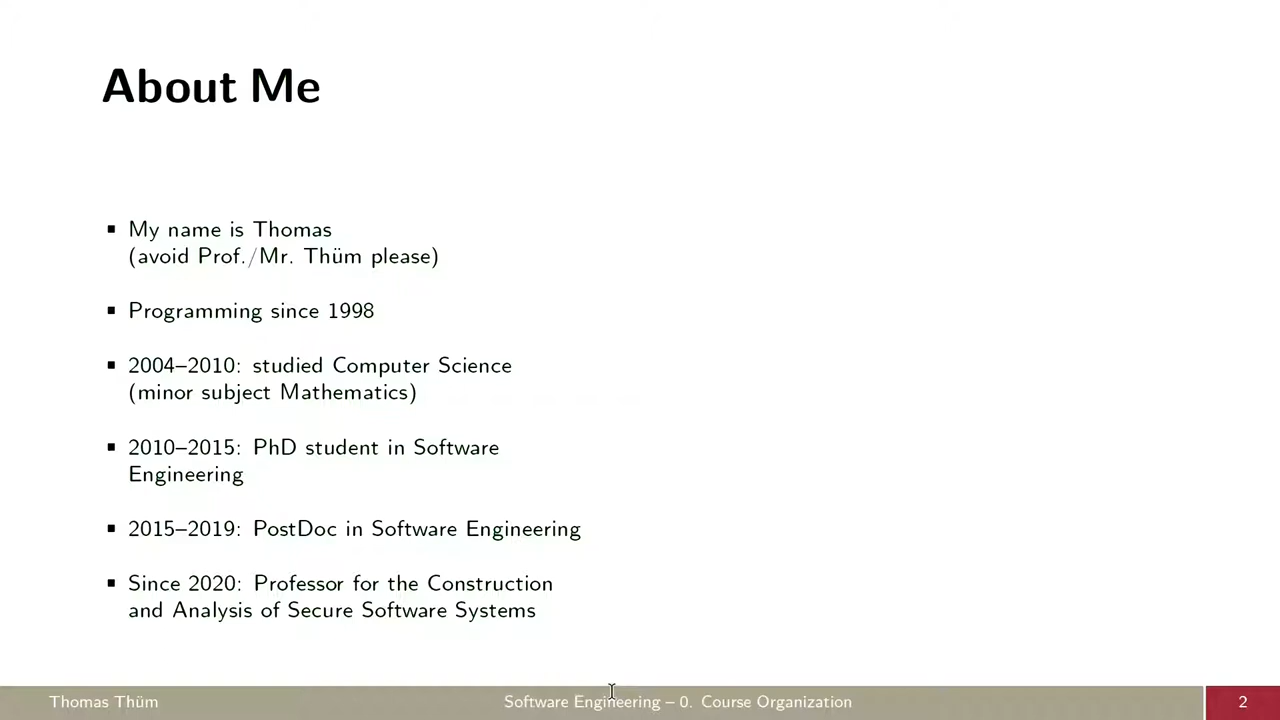 About Me
▪ My name is Thomas
(avoid Prof./Mr. Thüm please)
▪ Programming since 1998
▪ 2004–2010: studied Computer Science
(minor subject Mathematics)
▪ 2010–2015: PhD student in Software
Engineering
▪ 2015–2019: PostDoc in Software Engineering
▪ Since 2020: Professor for the Construction
and Analysis of Secure Software Systems
Thomas Thüm
Software Engineering – 0. Course Organization
2